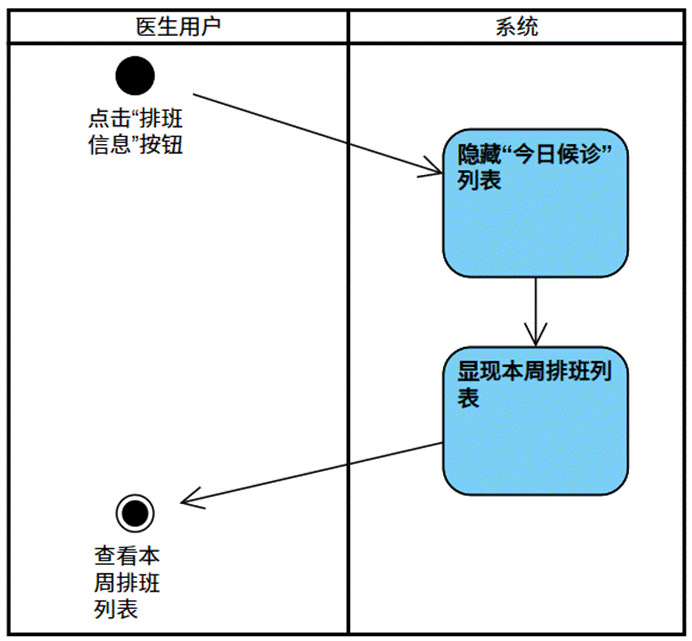 医生用户
系统
点击“排班
信息”按钮
隐藏“今日候诊”
列表
显现本周排班列
表
查看本
周排班
列表